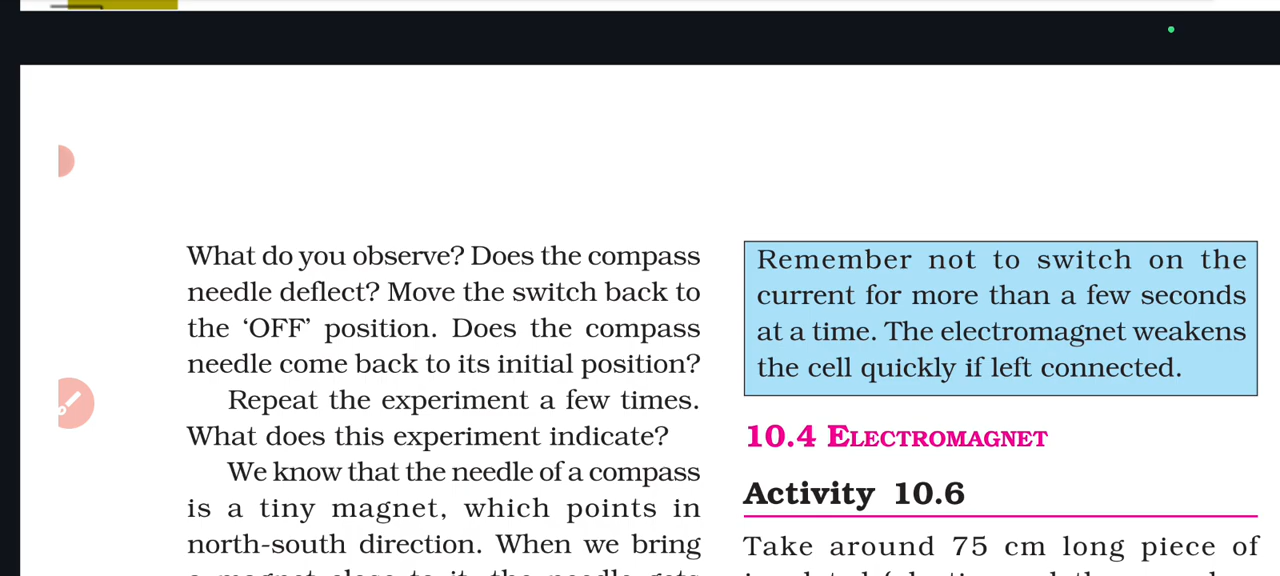 What do you observe? Does the compass
needle deflect? Move the switch back to
the ‘OFF’ position. Does the compass
needle come back to its initial position?
Repeat the experiment a few times.
What does this experiment indicate?
We know that the needle of a compass
is a tiny magnet, which points in
north-south direction. When we bring
Remember not to switch on the
current for more than a few seconds
at a time. The electromagnet weakens
the cell quickly if left connected.
10.4 ELECTROMAGNET
Activity 10.6
Take around 75 cm long piece of